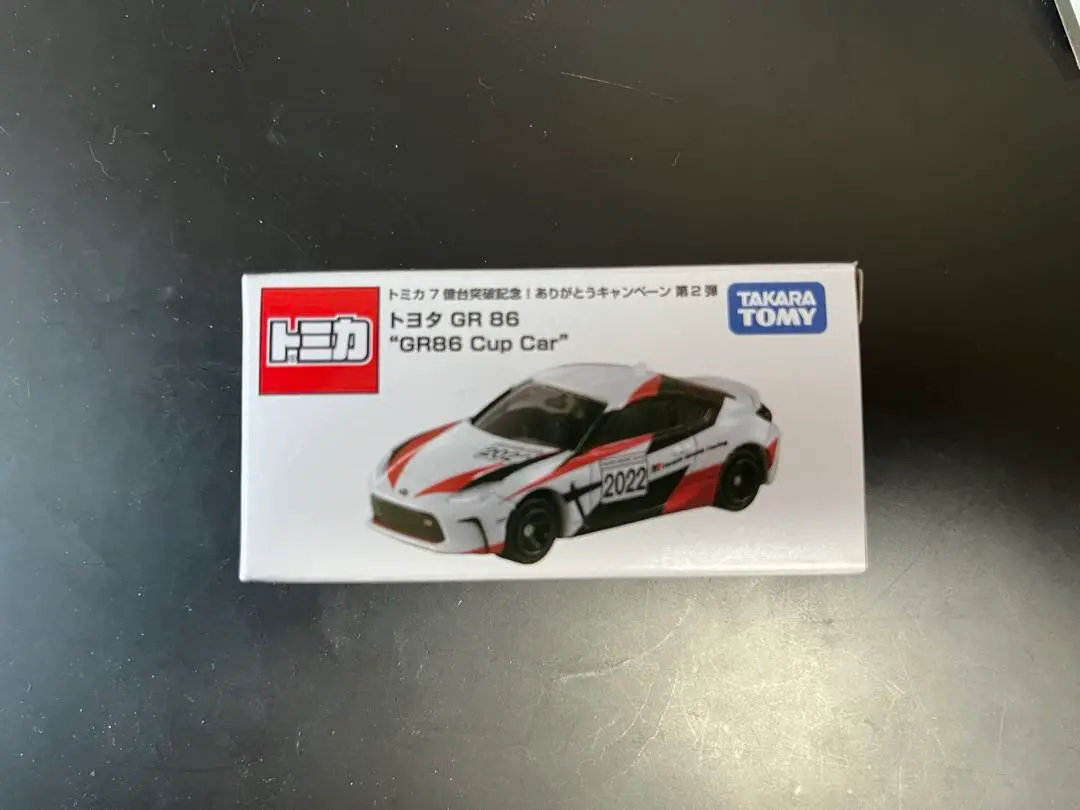 トミカ
トミカ7億台突破記念！ありがとうキャンペーン 第2弾
トヨタ GR 86
“GR86 Cup Car”
TAKARA
TOMY
2022
2022